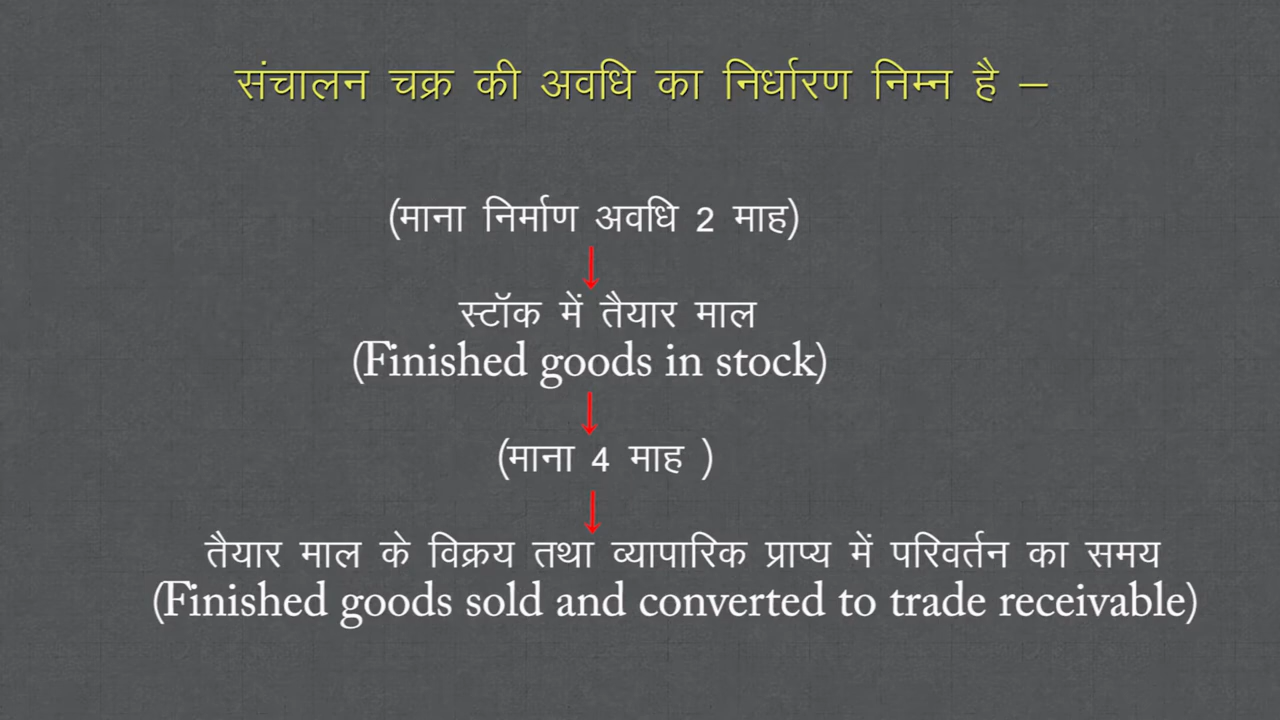 संचालन चक्र की अवधि का निर्धारण निम्न है –
(माना निर्माण अवधि 2 माह)
स्टॉक में तैयार माल
(Finished goods in stock)
(माना 4 माह )
तैयार माल के विक्रय तथा व्यापारिक प्राप्य में परिवर्तन का समय
(Finished goods sold and converted to trade receivable)